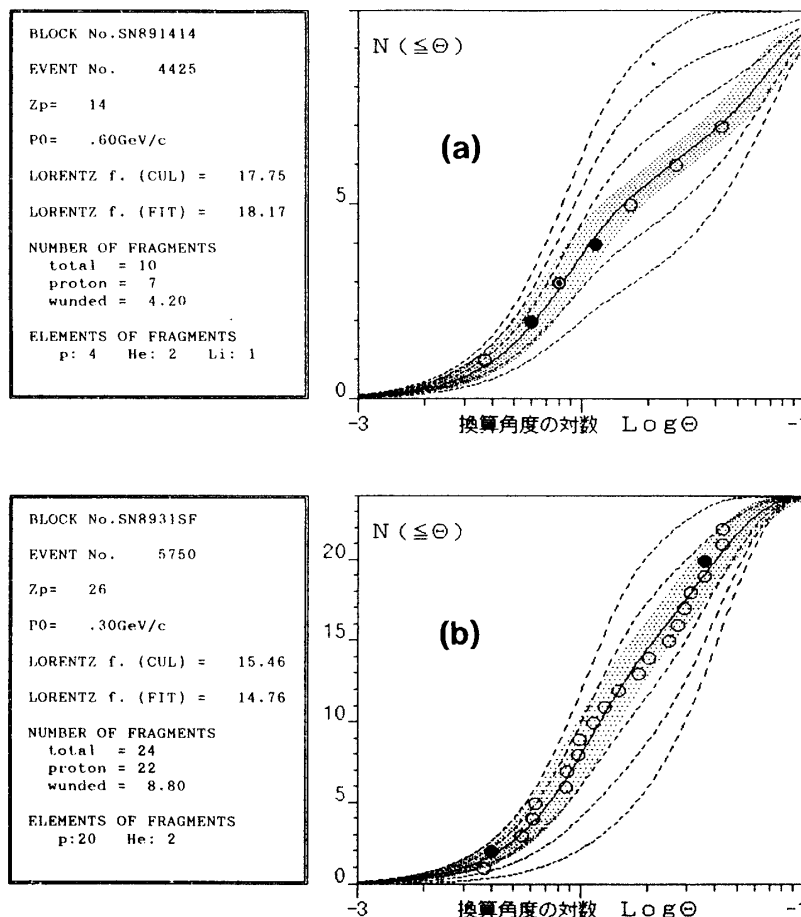 BLOCK No.SN891414
EVENT No. 4425
Zp= 14
P0= .60GeV/c
LORENTZ f. (CUL) = 17.75
LORENTZ f. (FIT) = 18.17
NUMBER OF FRAGMENTS
total = 10
proton = 7
wunded = 4.20
ELEMENTS OF FRAGMENTS
p: 4 He: 2 Li: 1
N (≦Θ)
(a)
5
0
-3
換算角度の対数 LogΘ
-1
BLOCK No.SN8931SF
EVENT No. 5750
Zp= 26
P0= .30GeV/c
LORENTZ f. (CUL) = 15.46
LORENTZ f. (FIT) = 14.76
NUMBER OF FRAGMENTS
total = 24
proton = 22
wunded = 8.80
ELEMENTS OF FRAGMENTS
p:20 He: 2
N (≦Θ)
(b)
20
15
10
5
0
-3
換算角度の対数 LogΘ
-1